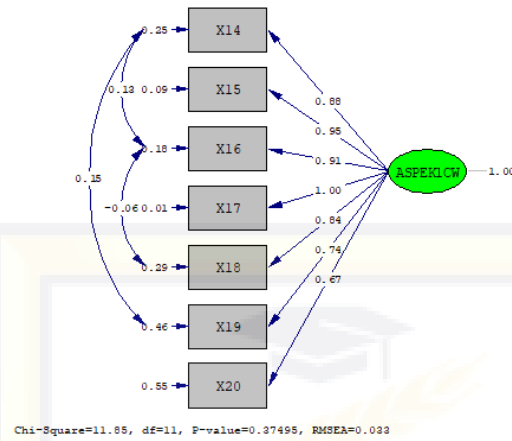 0.25 X14
0.88
0.13 0.09 X15
0.95
0.18 X16
0.91
ASPEK1CW 1.00
0.15
1.00
-0.06 0.01 X17
0.84
0.29 X18
0.74
0.67
0.46 X19
0.55 X20
Chi-Square=11.85, df=11, P-value=0.37495, RMSEA=0.033